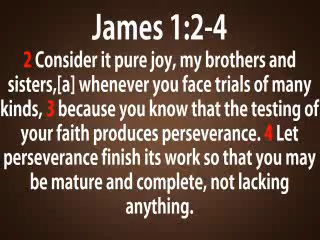 James 1:2-4
2 Consider it pure joy, my brothers and
sisters,[a] whenever you face trials of many
kinds, 3 because you know that the testing of
your faith produces perseverance. 4 Let
perseverance finish its work so that you may
be mature and complete, not lacking
anything.